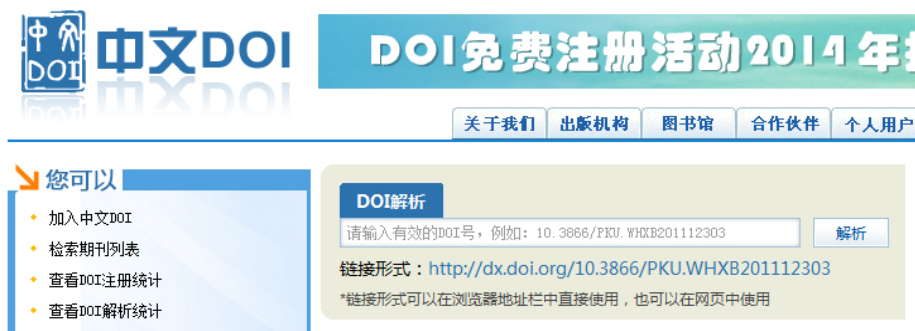 中文
DOI
中文DOI
DOI免费注册活动2014年
关于我们
出版机构
图书馆
合作伙伴
个人用户
您可以
加入中文DOI
检索期刊列表
查看DOI注册统计
查看DOI解析统计
DOI解析
请输入有效的DOI号，例如：10.3866/PKU.WHXB201112303
解析
链接形式：http://dx.doi.org/10.3866/PKU.WHXB201112303
*链接形式可以在浏览器地址栏中直接使用，也可以在网页中使用